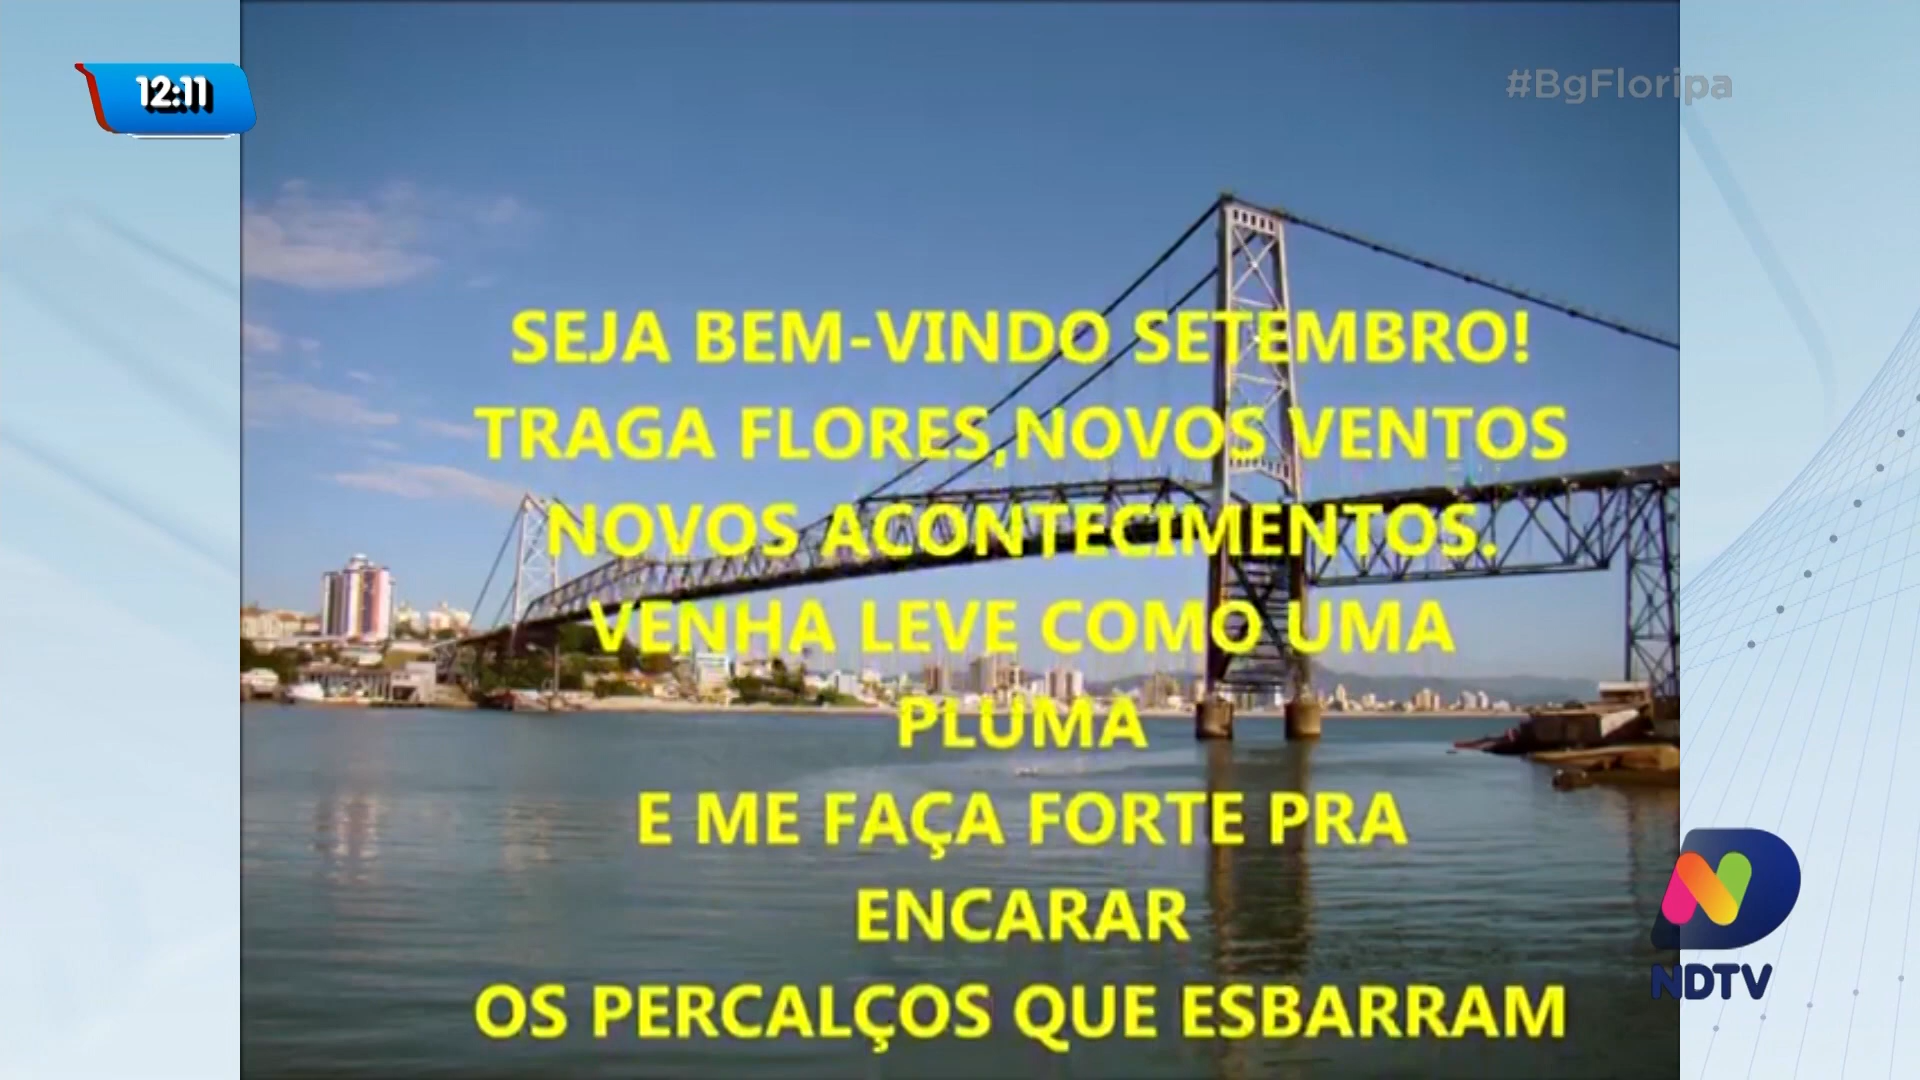 12:11
#BgFloripa
SEJA BEM-VINDO SETEMBRO!
TRAGA FLORES,NOVOS VENTOS
NOVOS ACONTECIMENTOS.
VENHA LEVE COMO UMA
PLUMA
E ME FAÇA FORTE PRA
ENCARAR
OS PERCALÇOS QUE ESBARRAM
NDTV